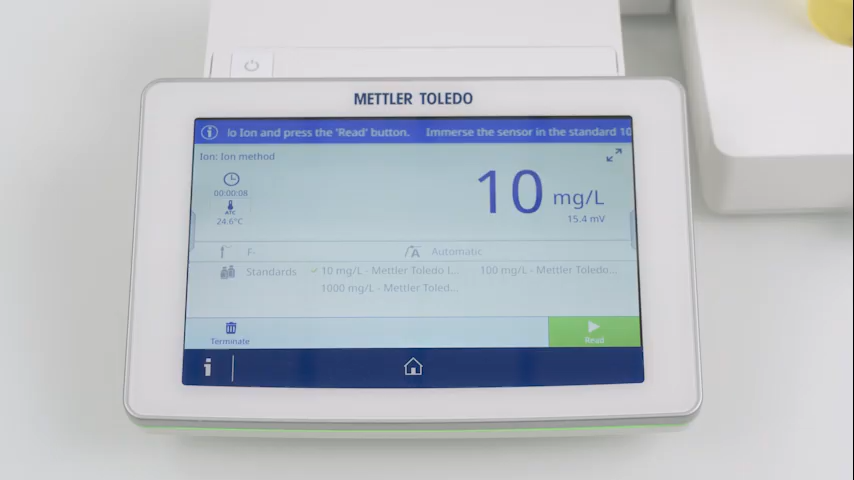 METTLER TOLEDO
lo Ion and press the 'Read' button. Immerse the sensor in the standard 10
Ion: Ion method
00:00:08
ATC
24.6°C
10 mg/L
15.4 mV
F-
A Automatic
Standards
10 mg/L - Mettler Toledo I... 100 mg/L - Mettler Toledo...
1000 mg/L - Mettler Toled...
Terminate
Read